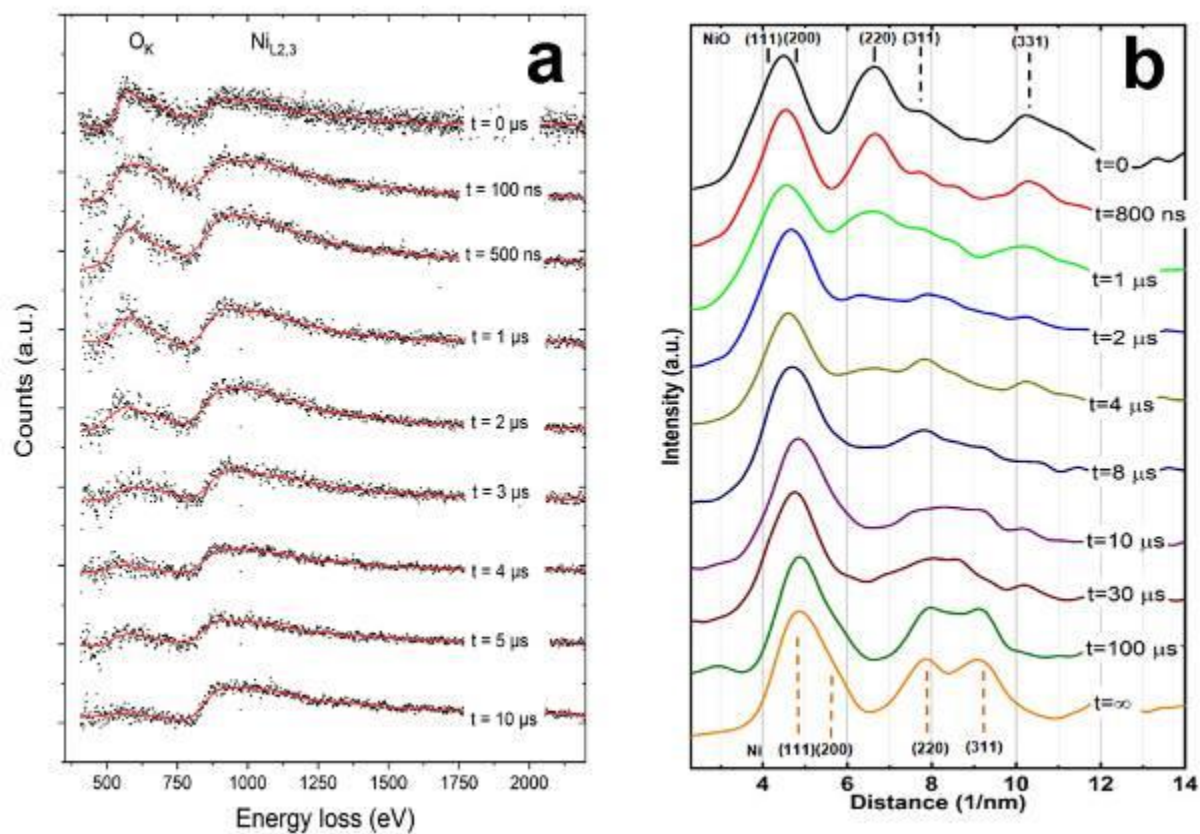 a
O_K Ni_L2,3
t = 0 µs
t = 100 ns
t = 500 ns
t = 1 µs
t = 2 µs
t = 3 µs
t = 4 µs
t = 5 µs
t = 10 µs
Counts (a.u.)
500 750 1000 1250 1500 1750 2000
Energy loss (eV)
b
NiO (111) (200) (220) (311) (331)
t=0
t=800 ns
t=1 µs
t=2 µs
t=4 µs
t=8 µs
t=10 µs
t=30 µs
t=100 µs
t=∞
Ni (111) (200) (220) (311)
Intensity (a.u.)
4 6 8 10 12 14
Distance (1/nm)